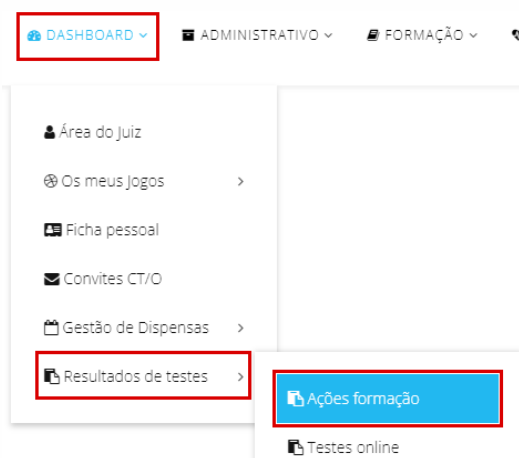 DASHBOARD ADMINISTRATIVO FORMAÇÃO
Área do Juiz
Os meus Jogos
Ficha pessoal
Convites CT/O
Gestão de Dispensas
Resultados de testes
Ações formação
Testes online